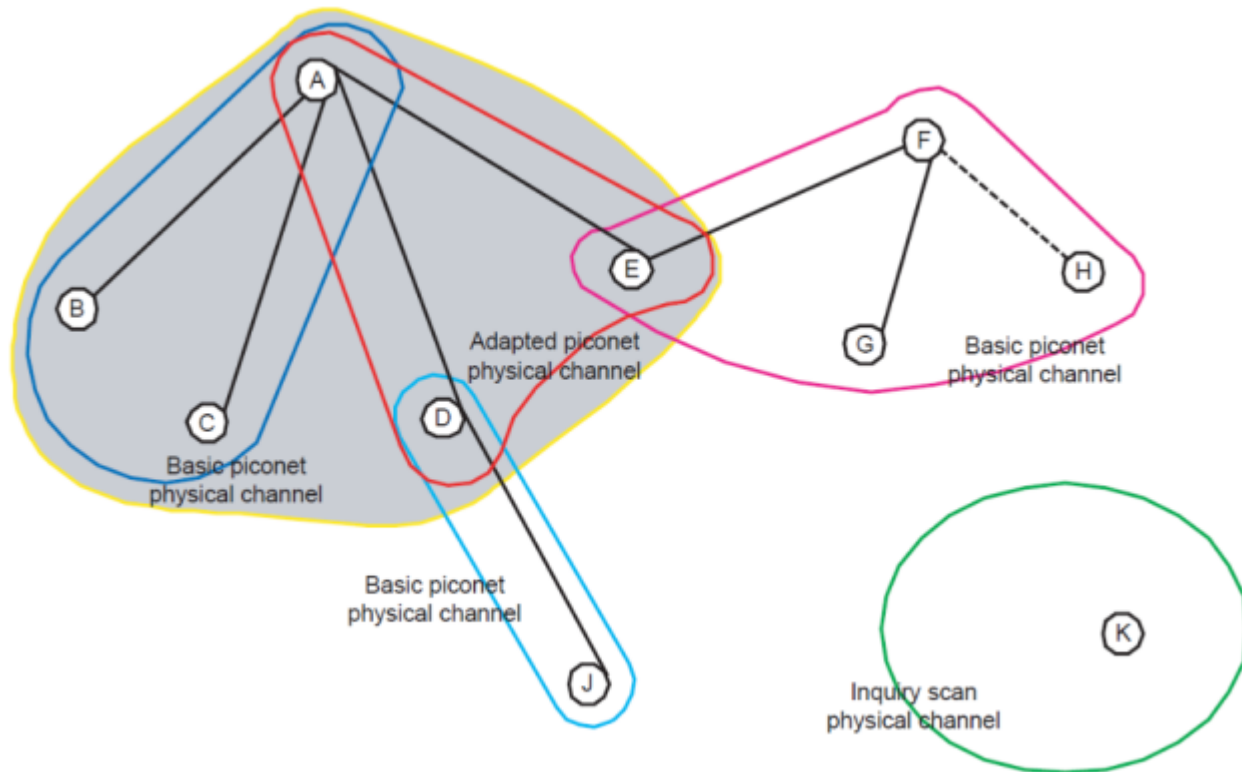 A
F
E
H
B
G
Adapted piconet
physical channel
Basic piconet
physical channel
D
C
Basic piconet
physical channel
Basic piconet
physical channel
K
J
Inquiry scan
physical channel